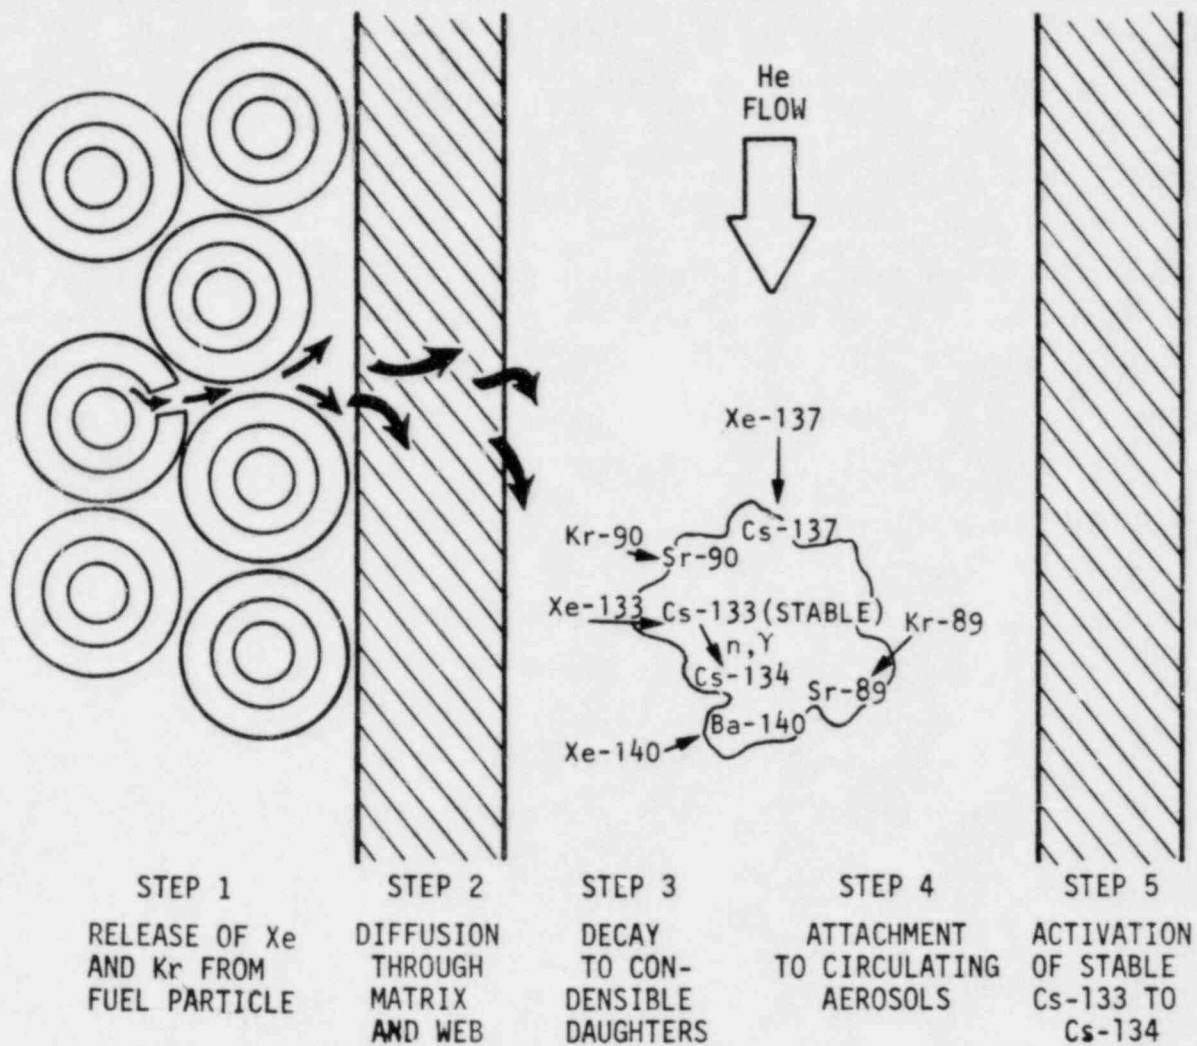 He
FLOW
Xe-137
Kr-90
Cs-137
Sr-90
Xe-133
Cs-133(STABLE)
Kr-89
n,γ
Cs-134
Sr-89
Ba-140
Xe-140
STEP 1
RELEASE OF Xe
AND Kr FROM
FUEL PARTICLE
STEP 2
DIFFUSION
THROUGH
MATRIX
AND WEB
STEP 3
DECAY
TO CON-
DENSIBLE
DAUGHTERS
STEP 4
ATTACHMENT
TO CIRCULATING
AEROSOLS
STEP 5
ACTIVATION
OF STABLE
Cs-133 TO
Cs-134